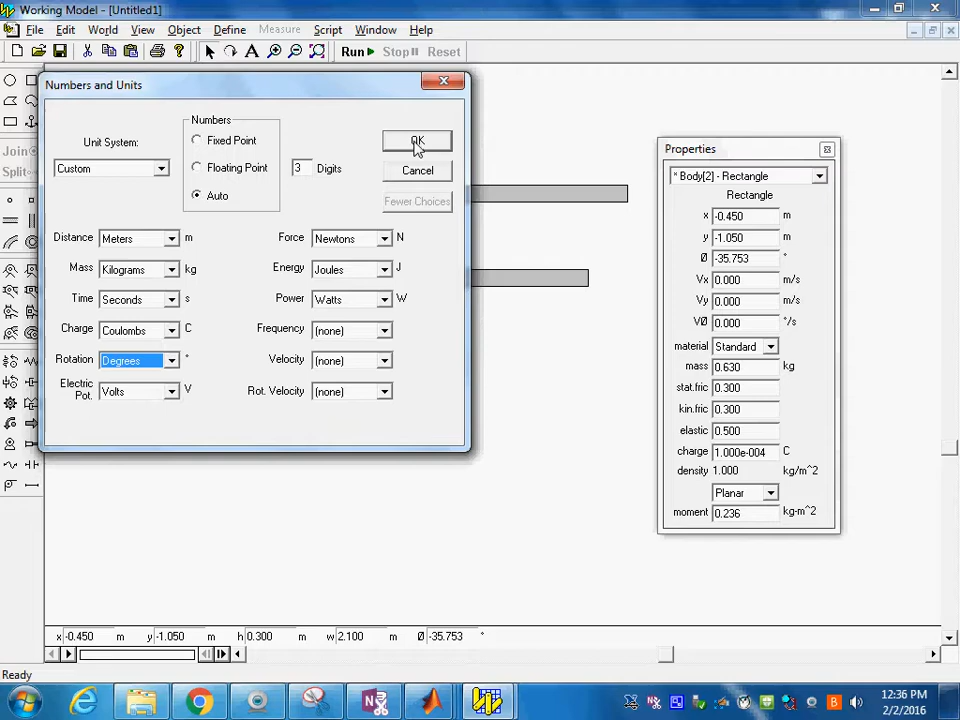 Working Model - [Untitled1]
File Edit World View Object Define Measure Script Window Help
Run Stop Reset
Join
Split
Numbers and Units
Unit System:
Custom
Numbers
Fixed Point
Floating Point
Auto
3 Digits
OK
Cancel
Fewer Choices
Distance Meters m Force Newtons N
Mass Kilograms kg Energy Joules J
Time Seconds s Power Watts W
Charge Coulombs C Frequency (none)
Rotation Degrees ° Velocity (none)
Electric Pot. Volts V Rot. Velocity (none)
Properties
* Body[2] - Rectangle
Rectangle
x -0.450 m
y -1.050 m
Ø -35.753 °
Vx 0.000 m/s
Vy 0.000 m/s
VØ 0.000 °/s
material Standard
mass 0.630 kg
stat.fric 0.300
kin.fric 0.300
elastic 0.500
charge 1.000e-004 C
density 1.000 kg/m^2
Planar
moment 0.236 kg-m^2
x -0.450 m y -1.050 m h 0.300 m w 2.100 m Ø -35.753 °
Ready
12:36 PM
2/2/2016